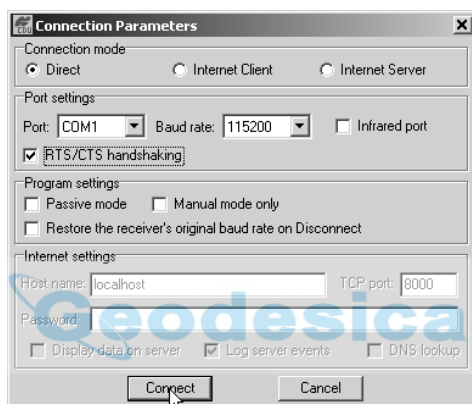 Connection Parameters
Connection mode
Direct Internet Client Internet Server
Port settings
Port: COM1 Baud rate: 115200 Infrared port
RTS/CTS handshaking
Program settings
Passive mode Manual mode only
Restore the receiver's original baud rate on Disconnect
Internet settings
Host name: localhost TCP port: 8000
Password:
Geodesica
Display data on server Log server events DNS lookup
Connect Cancel